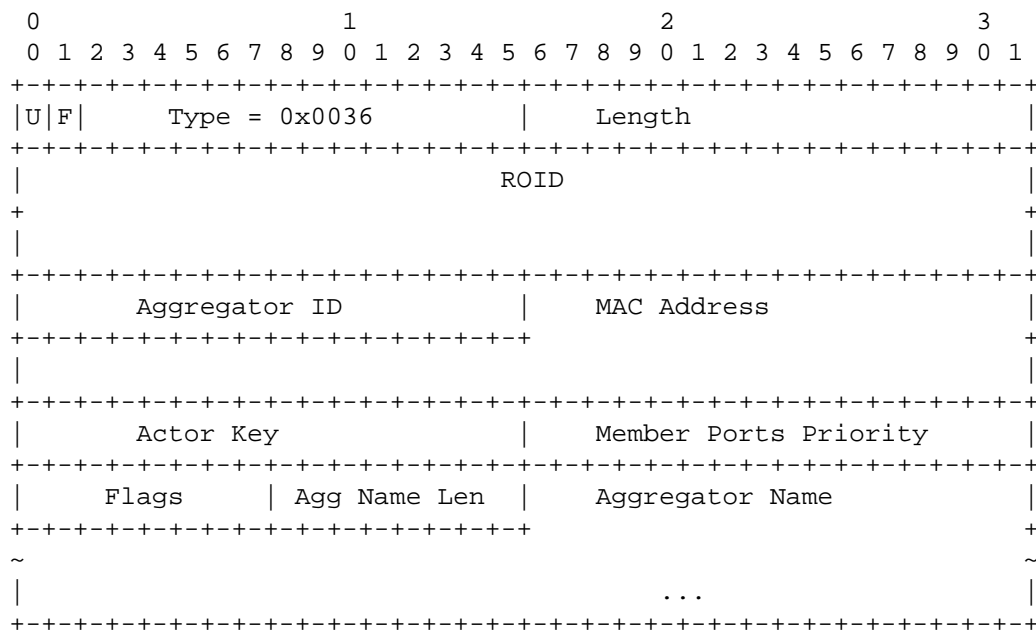 0                   1                   2                   3
 0 1 2 3 4 5 6 7 8 9 0 1 2 3 4 5 6 7 8 9 0 1 2 3 4 5 6 7 8 9 0 1
+-+-+-+-+-+-+-+-+-+-+-+-+-+-+-+-+-+-+-+-+-+-+-+-+-+-+-+-+-+-+-+-+
|U|F|     Type = 0x0036         |    Length                     |
+-+-+-+-+-+-+-+-+-+-+-+-+-+-+-+-+-+-+-+-+-+-+-+-+-+-+-+-+-+-+-+-+
|                              ROID                             |
+                                                               +
|                                                               |
+-+-+-+-+-+-+-+-+-+-+-+-+-+-+-+-+-+-+-+-+-+-+-+-+-+-+-+-+-+-+-+-+
|       Aggregator ID           |    MAC Address                |
+-+-+-+-+-+-+-+-+-+-+-+-+-+-+-+-+                               +
|                                                               |
+-+-+-+-+-+-+-+-+-+-+-+-+-+-+-+-+-+-+-+-+-+-+-+-+-+-+-+-+-+-+-+-+
|       Actor Key               |    Member Ports Priority      |
+-+-+-+-+-+-+-+-+-+-+-+-+-+-+-+-+-+-+-+-+-+-+-+-+-+-+-+-+-+-+-+-+
|     Flags     | Agg Name Len  |    Aggregator Name            |
+-+-+-+-+-+-+-+-+-+-+-+-+-+-+-+-+                               +
~                                                               ~
|                                        ...                    |
+-+-+-+-+-+-+-+-+-+-+-+-+-+-+-+-+-+-+-+-+-+-+-+-+-+-+-+-+-+-+-+-+